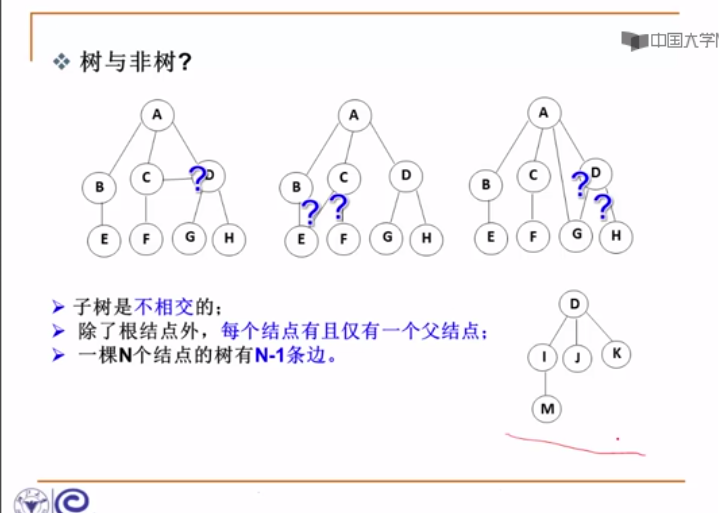 中国大学
❖ 树与非树?
A A A
B C ? D B C D B C ? D
? ? ?
E F G H E F G H E F G H
➢ 子树是不相交的;
➢ 除了根结点外，每个结点有且仅有一个父结点;
➢ 一棵N个结点的树有N-1条边。
D
I J K
M